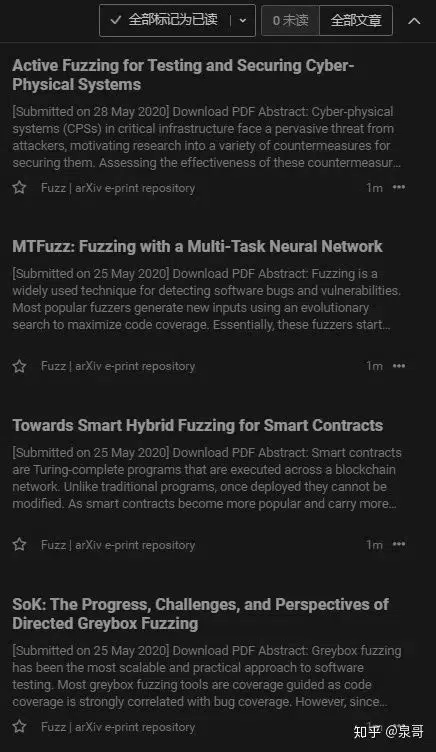 全部标记为已读
0 未读
全部文章
Active Fuzzing for Testing and Securing Cyber-
Physical Systems
[Submitted on 28 May 2020] Download PDF Abstract: Cyber-physical
systems (CPSs) in critical infrastructure face a pervasive threat from
attackers, motivating research into a variety of countermeasures for
securing them. Assessing the effectiveness of these countermeasur...
Fuzz | arXiv e-print repository 1m •••
MTFuzz: Fuzzing with a Multi-Task Neural Network
[Submitted on 25 May 2020] Download PDF Abstract: Fuzzing is a
widely used technique for detecting software bugs and vulnerabilities.
Most popular fuzzers generate new inputs using an evolutionary
search to maximize code coverage. Essentially, these fuzzers start...
Fuzz | arXiv e-print repository 1m •••
Towards Smart Hybrid Fuzzing for Smart Contracts
[Submitted on 25 May 2020] Download PDF Abstract: Smart contracts
are Turing-complete programs that are executed across a blockchain
network. Unlike traditional programs, once deployed they cannot be
modified. As smart contracts become more popular and carry more...
Fuzz | arXiv e-print repository 1m •••
SoK: The Progress, Challenges, and Perspectives of
Directed Greybox Fuzzing
[Submitted on 25 May 2020] Download PDF Abstract: Greybox fuzzing
has been the most scalable and practical approach to software
testing. Most greybox fuzzing tools are coverage guided as code
coverage is strongly correlated with bug coverage. However, since...
Fuzz | arXiv e-print repository
知乎 @泉哥